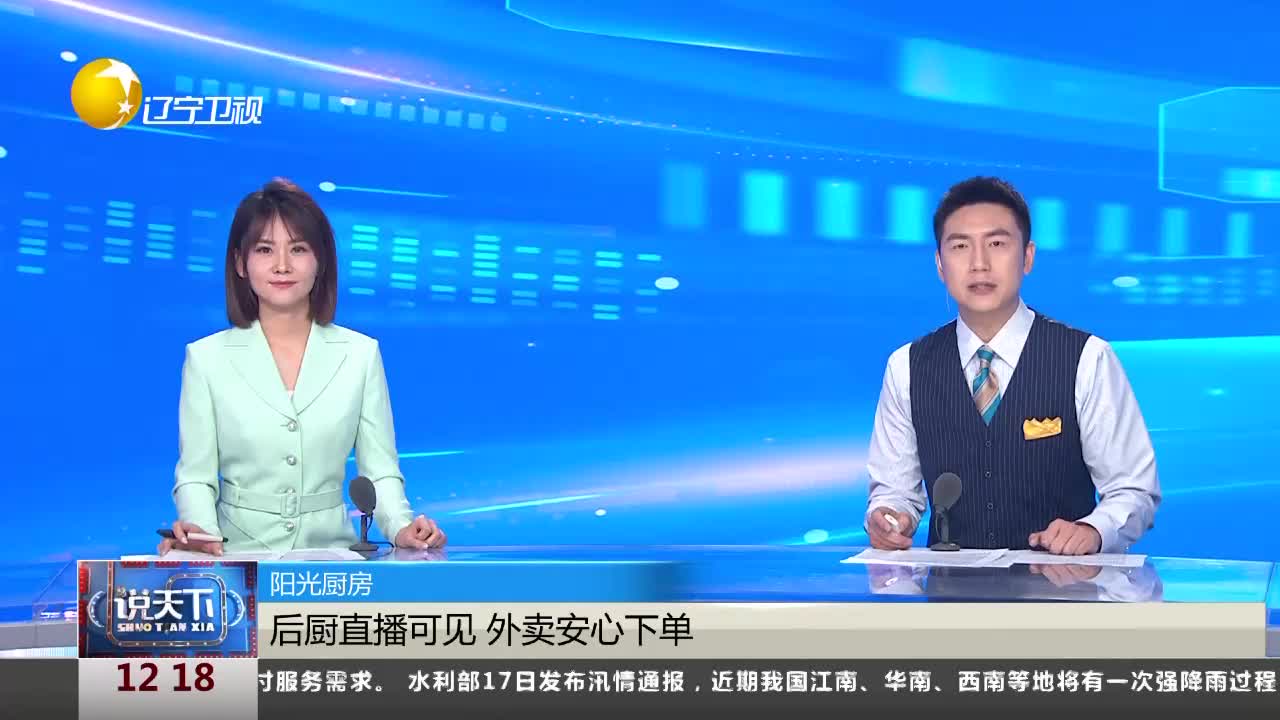 辽宁卫视
阳光厨房
说天下
SHUO TIAN XIA
后厨直播可见 外卖安心下单
12 18
时服务需求。 水利部17日发布汛情通报，近期我国江南、华南、西南等地将有一次强降雨过程